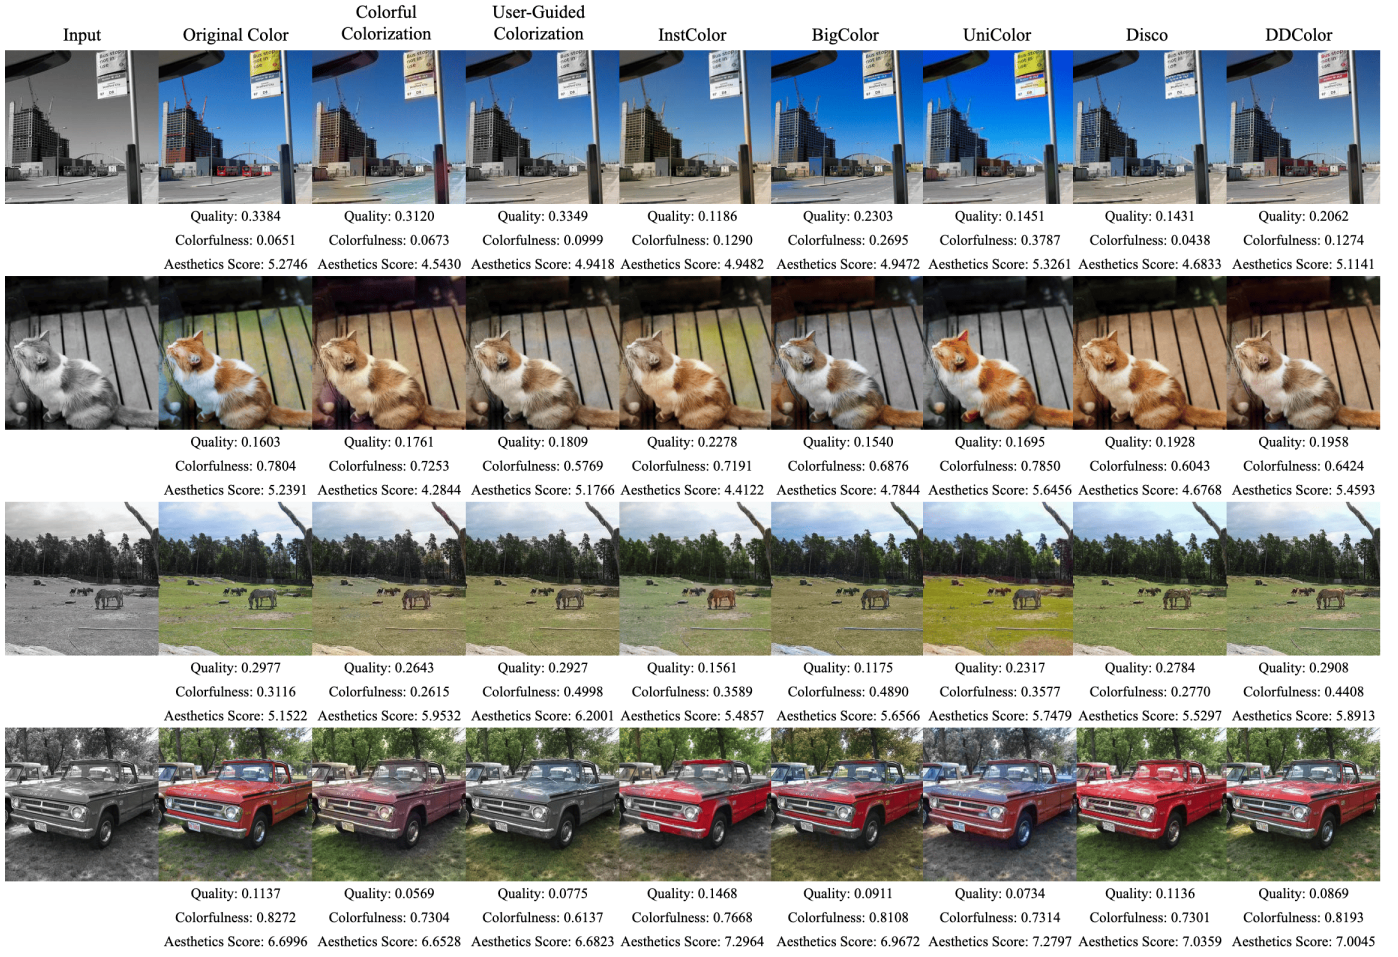 Input Original Color Colorful Colorization User-Guided Colorization InstColor BigColor UniColor Disco DDColor
Quality: 0.3384 Quality: 0.3120 Quality: 0.3349 Quality: 0.1186 Quality: 0.2303 Quality: 0.1451 Quality: 0.1431 Quality: 0.2062
Colorfulness: 0.0651 Colorfulness: 0.0673 Colorfulness: 0.0999 Colorfulness: 0.1290 Colorfulness: 0.2695 Colorfulness: 0.3787 Colorfulness: 0.0438 Colorfulness: 0.1274
Aesthetics Score: 5.2746 Aesthetics Score: 4.5430 Aesthetics Score: 4.9418 Aesthetics Score: 4.9482 Aesthetics Score: 4.9472 Aesthetics Score: 5.3261 Aesthetics Score: 4.6833 Aesthetics Score: 5.1141
Quality: 0.1603 Quality: 0.1761 Quality: 0.1809 Quality: 0.2278 Quality: 0.1540 Quality: 0.1695 Quality: 0.1928 Quality: 0.1958
Colorfulness: 0.7804 Colorfulness: 0.7253 Colorfulness: 0.5769 Colorfulness: 0.7191 Colorfulness: 0.6876 Colorfulness: 0.7850 Colorfulness: 0.6043 Colorfulness: 0.6424
Aesthetics Score: 5.2391 Aesthetics Score: 4.2844 Aesthetics Score: 5.1766 Aesthetics Score: 4.4122 Aesthetics Score: 4.7844 Aesthetics Score: 5.6456 Aesthetics Score: 4.6768 Aesthetics Score: 5.4593
Quality: 0.2977 Quality: 0.2643 Quality: 0.2927 Quality: 0.1561 Quality: 0.1175 Quality: 0.2317 Quality: 0.2784 Quality: 0.2908
Colorfulness: 0.3116 Colorfulness: 0.2615 Colorfulness: 0.4998 Colorfulness: 0.3589 Colorfulness: 0.4890 Colorfulness: 0.3577 Colorfulness: 0.2770 Colorfulness: 0.4408
Aesthetics Score: 5.1522 Aesthetics Score: 5.9532 Aesthetics Score: 6.2001 Aesthetics Score: 5.4857 Aesthetics Score: 5.6566 Aesthetics Score: 5.7479 Aesthetics Score: 5.5297 Aesthetics Score: 5.8913
Quality: 0.1137 Quality: 0.0569 Quality: 0.0775 Quality: 0.1468 Quality: 0.0911 Quality: 0.0734 Quality: 0.1136 Quality: 0.0869
Colorfulness: 0.8272 Colorfulness: 0.7304 Colorfulness: 0.6137 Colorfulness: 0.7668 Colorfulness: 0.8108 Colorfulness: 0.7314 Colorfulness: 0.7301 Colorfulness: 0.8193
Aesthetics Score: 6.6996 Aesthetics Score: 6.6528 Aesthetics Score: 6.6823 Aesthetics Score: 7.2964 Aesthetics Score: 6.9672 Aesthetics Score: 7.2797 Aesthetics Score: 7.0359 Aesthetics Score: 7.0045